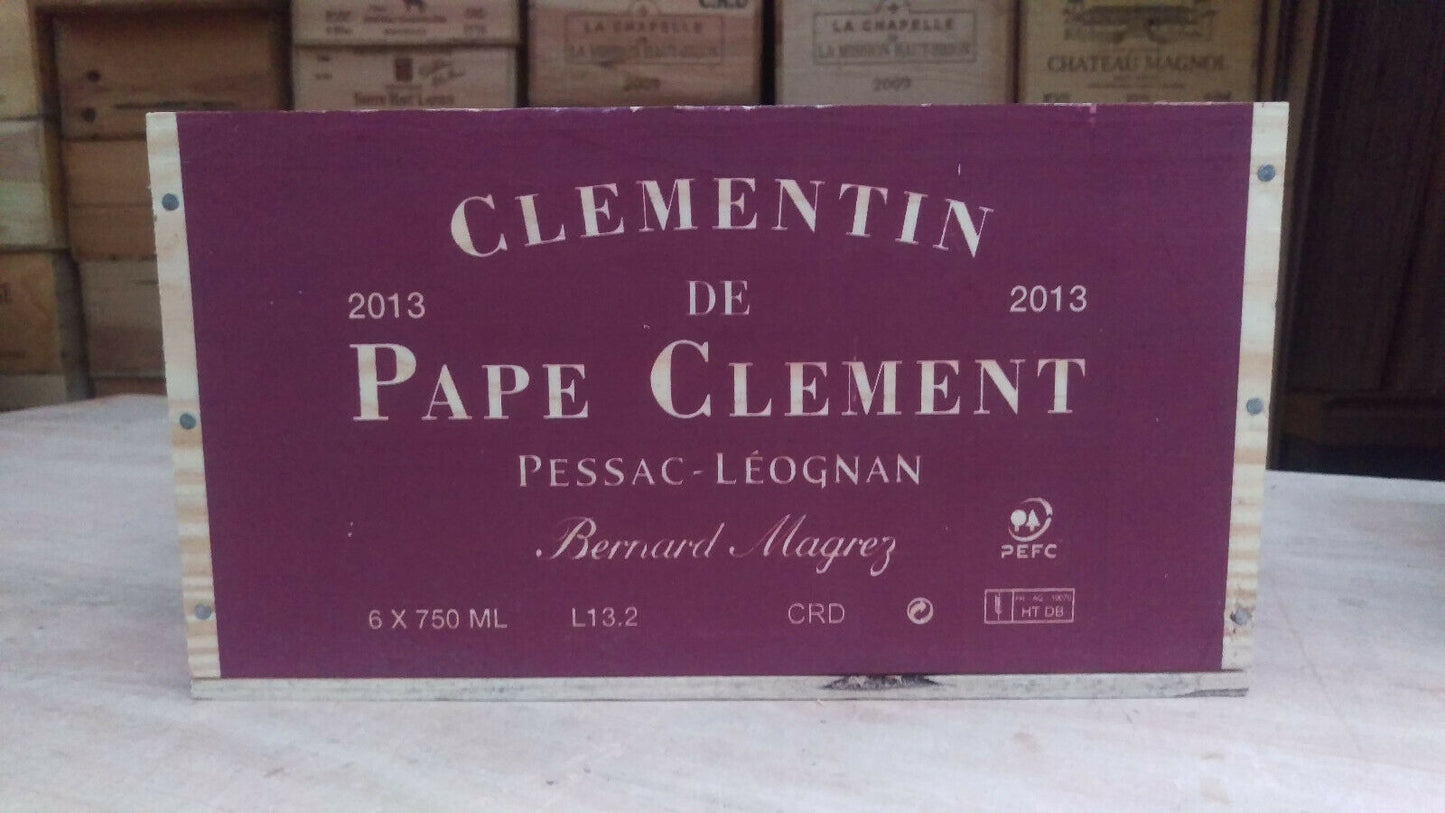 LA CHAPELLE
LA MISSION HAUT-BRION
2009
LA CHAPELLE
LA MISSION HAUT-BRION
2009
CHATEAU MAGNOL
CLEMENTIN
2013 DE 2013
PAPE CLEMENT
PESSAC-LÉOGNAN
Bernard Magrez
PEFC
6 X 750 ML L13.2 CRD
HT DB